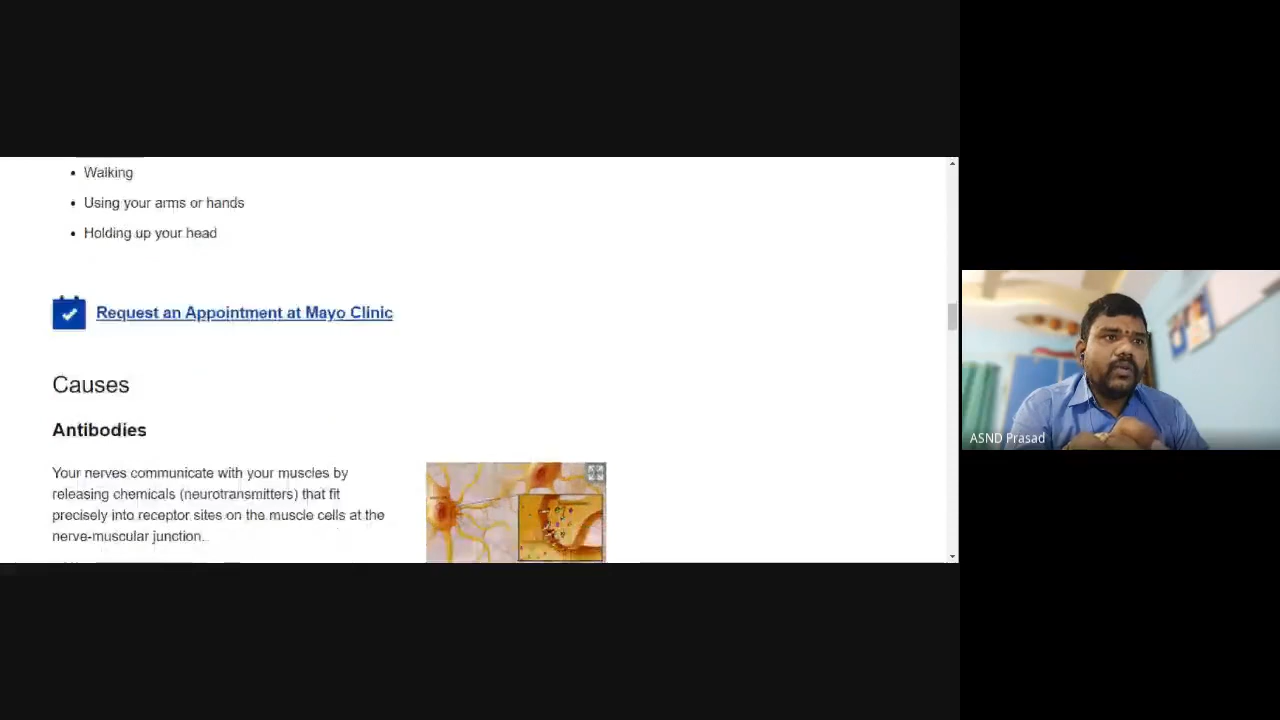 Walking
Using your arms or hands
Holding up your head
Request an Appointment at Mayo Clinic
Causes
Antibodies
Your nerves communicate with your muscles by
releasing chemicals (neurotransmitters) that fit
precisely into receptor sites on the muscle cells at the
nerve-muscular junction.
ASND Prasad